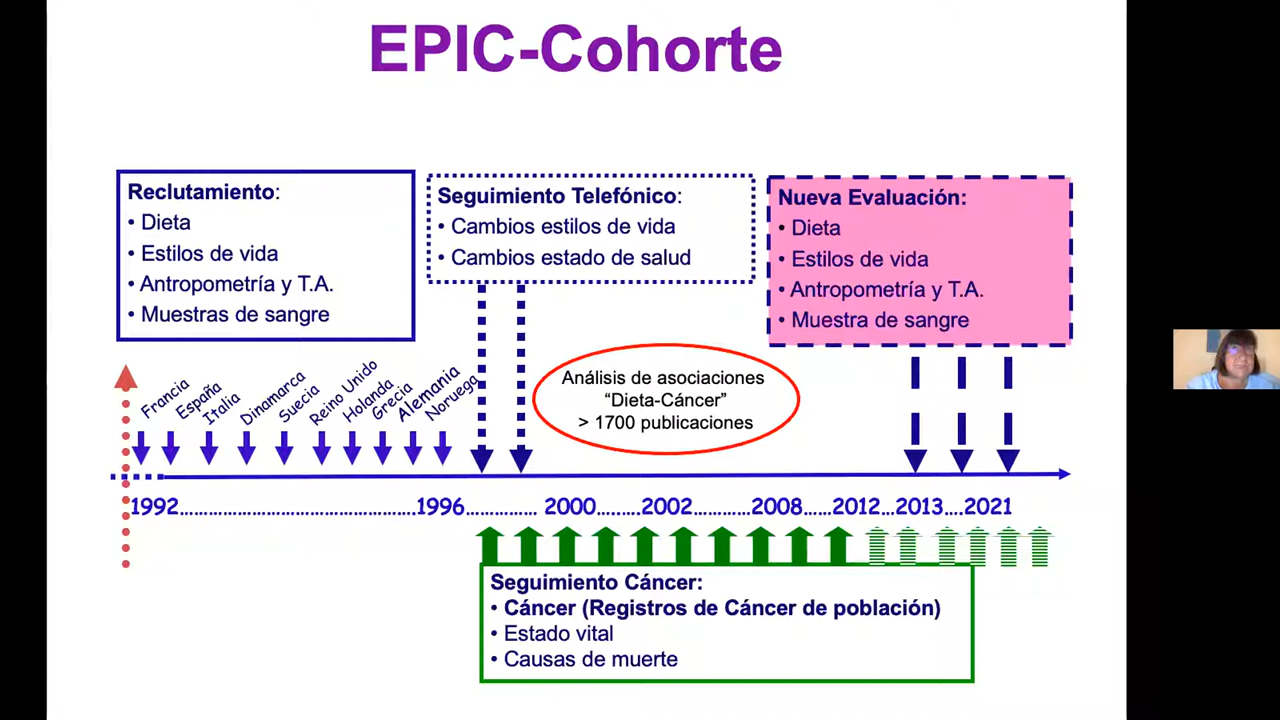 EPIC-Cohorte
Reclutamiento:
• Dieta
• Estilos de vida
• Antropometría y T.A.
• Muestras de sangre
Seguimiento Telefónico:
• Cambios estilos de vida
• Cambios estado de salud
Nueva Evaluación:
• Dieta
• Estilos de vida
• Antropometría y T.A.
• Muestra de sangre
Francia
España
Italia
Dinamarca
Suecia
Reino Unido
Holanda
Grecia
Alemania
Noruega
Análisis de asociaciones
“Dieta-Cáncer”
> 1700 publicaciones
1992.......................................1996............ 2000.......2002..........2008.....2012...2013....2021
Seguimiento Cáncer:
• Cáncer (Registros de Cáncer de población)
• Estado vital
• Causas de muerte